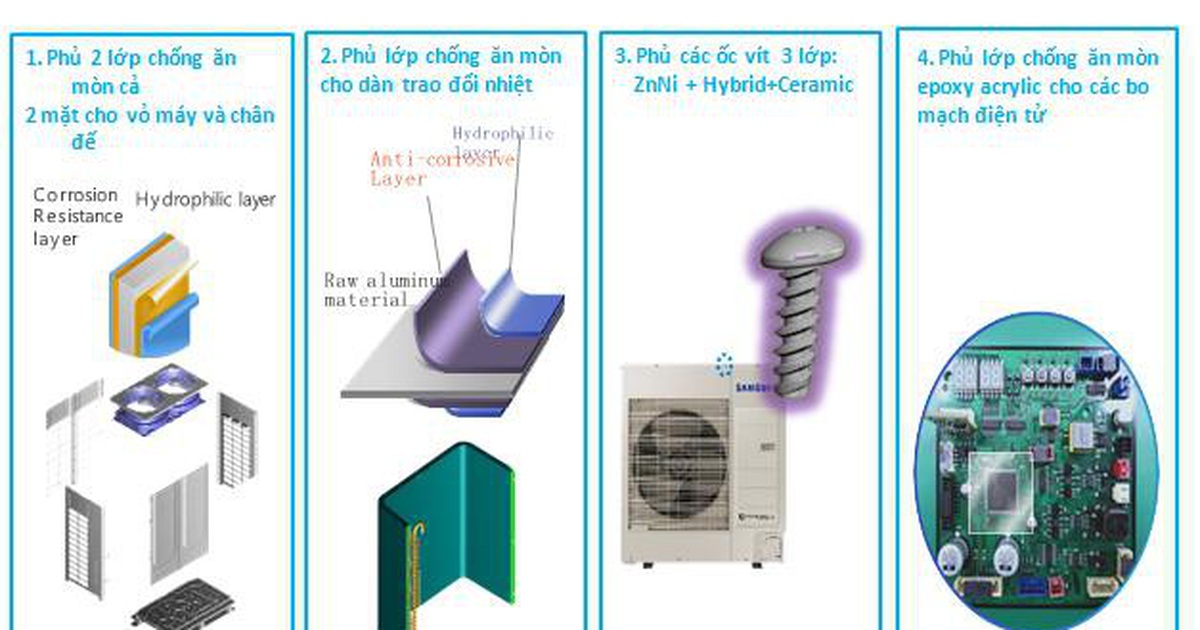 1. Phủ 2 lớp chống ăn
mòn cả
2 mặt cho vỏ máy và chân
đế
Corrosion
Resistance
layer
Hydrophilic layer
2. Phủ lớp chống ăn mòn
cho dàn trao đổi nhiệt
Hydrophilic
layer
Anti-corrosive
Layer
Raw aluminum
material
3. Phủ các ốc vít 3 lớp:
ZnNi + Hybrid+Ceramic
4. Phủ lớp chống ăn mòn
epoxy acrylic cho các bo
mạch điện tử